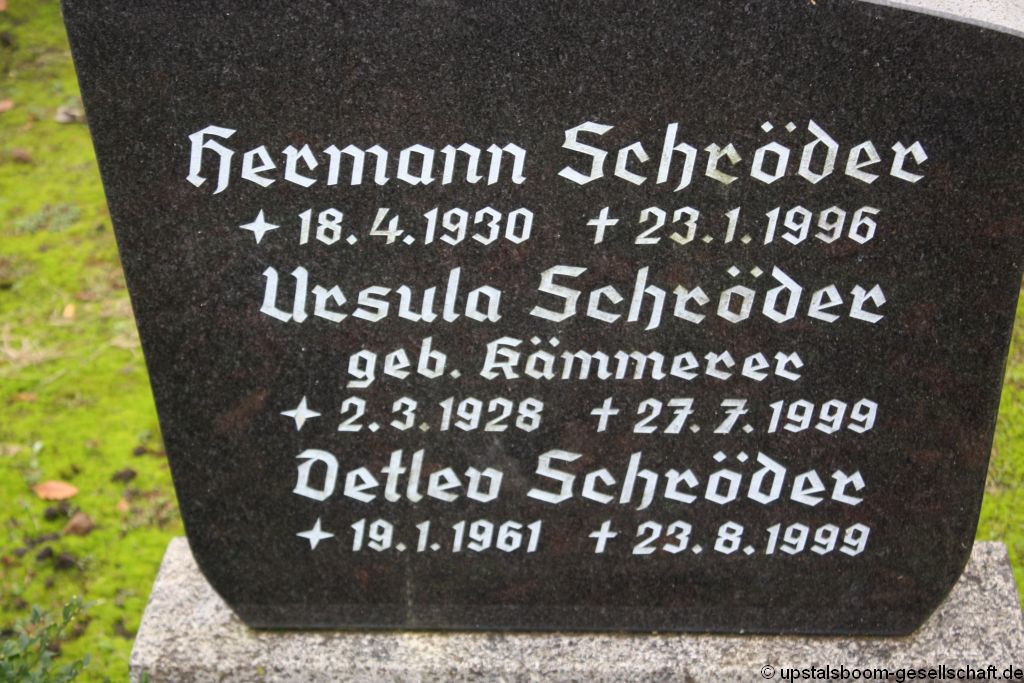 Hermann Schröder
✦ 18.4.1930 ✝ 23.1.1996
Ursula Schröder
geb. Kämmerer
✦ 2.3.1928 ✝ 27.7.1999
Detlev Schröder
✦ 19.1.1961 ✝ 23.8.1999
© upstalsboom-gesellschaft.de